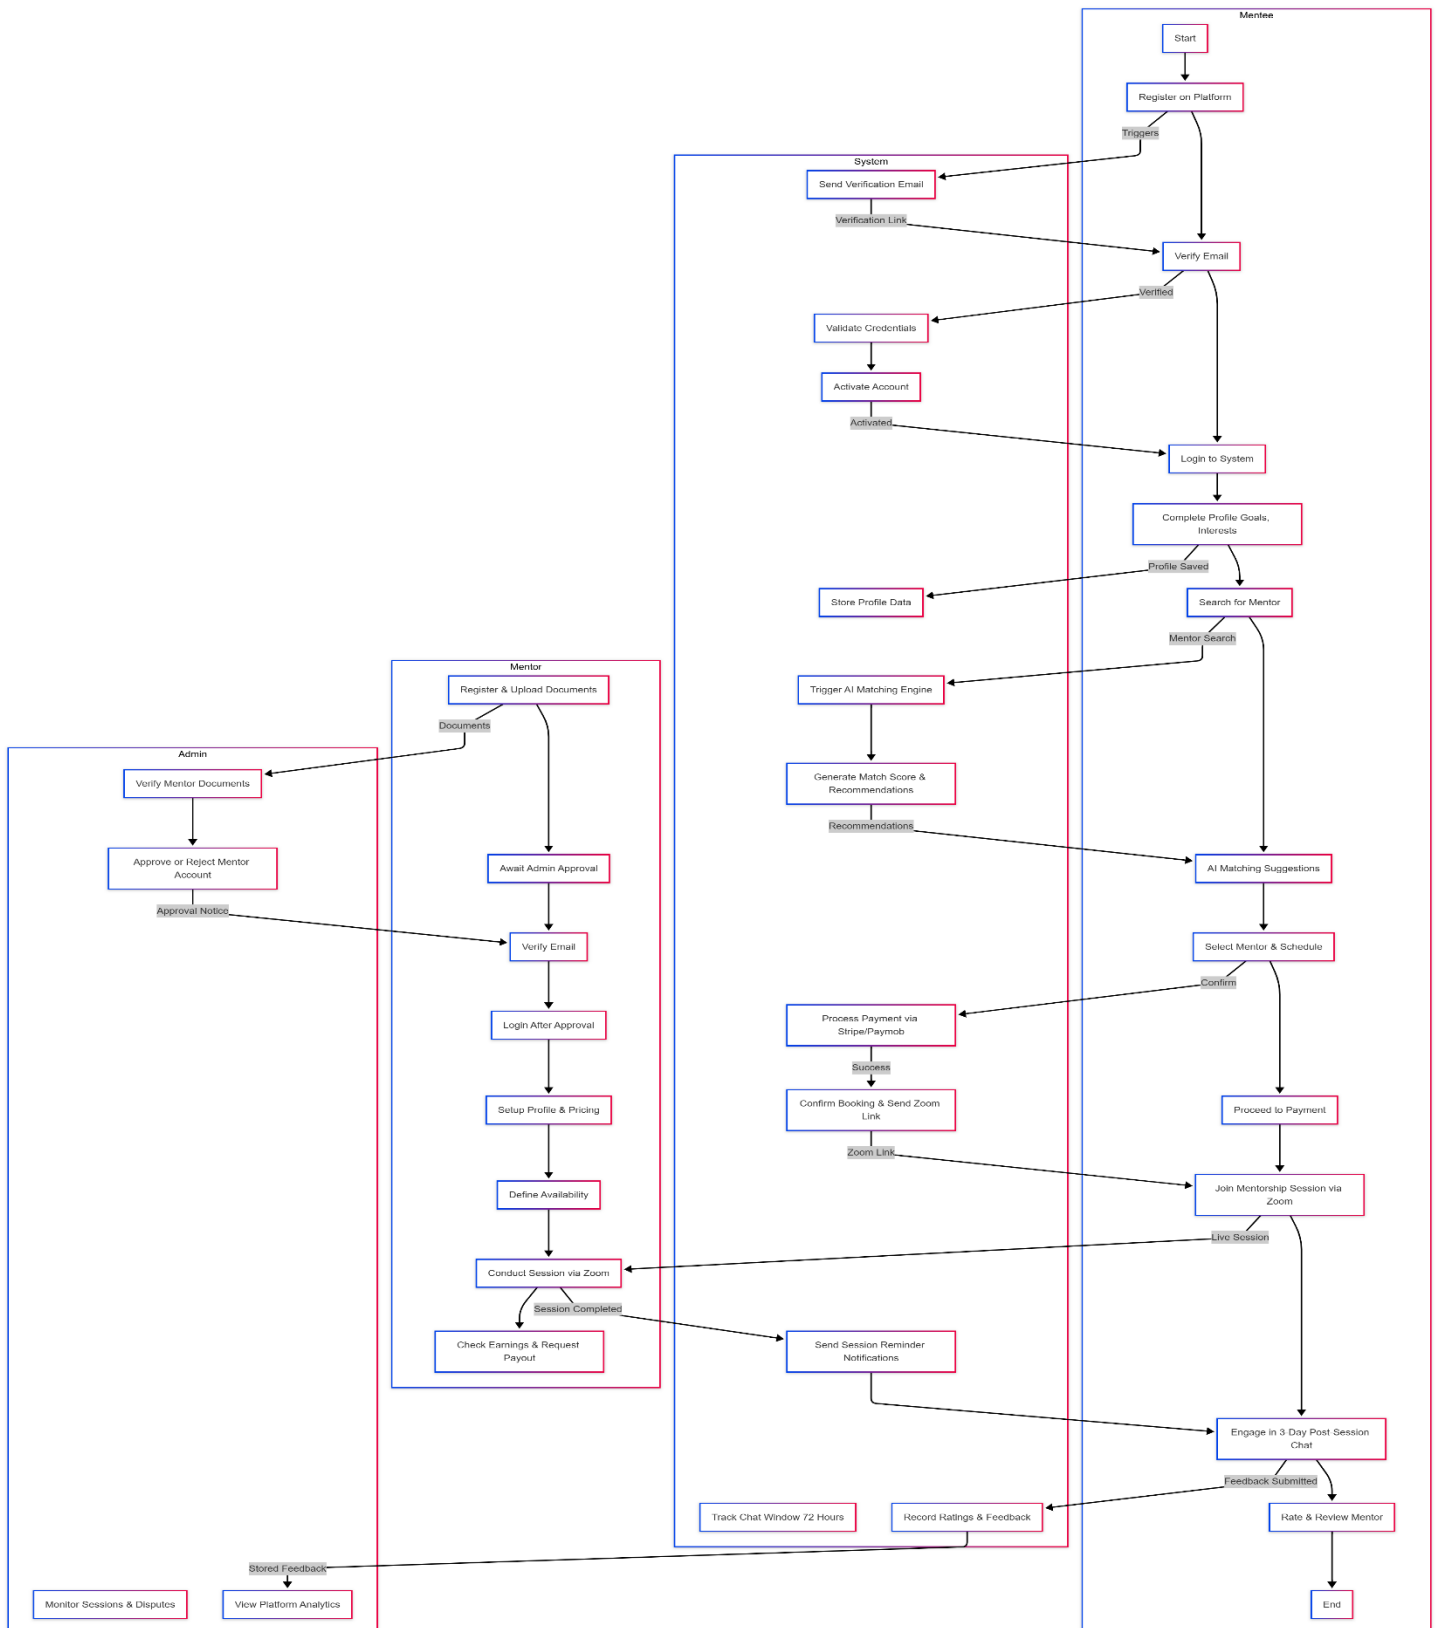 Mentee
Start
Register on Platform
Triggers
System
Send Verification Email
Verification Link
Verify Email
Verified
Validate Credentials
Activate Account
Activated
Login to System
Complete Profile Goals,
Interests
Profile Saved
Store Profile Data
Search for Mentor
Mentor Search
Mentor
Register & Upload Documents
Trigger AI Matching Engine
Documents
Admin
Verify Mentor Documents
Generate Match Score &
Recommendations
Recommendations
Approve or Reject Mentor
Account
Await Admin Approval
AI Matching Suggestions
Approval Notice
Verify Email
Select Mentor & Schedule
Confirm
Login After Approval
Process Payment via
Stripe/Paymob
Success
Setup Profile & Pricing
Confirm Booking & Send Zoom
Link
Proceed to Payment
Zoom Link
Define Availability
Join Mentorship Session via
Zoom
Live Session
Conduct Session via Zoom
Session Completed
Check Earnings & Request
Payout
Send Session Reminder
Notifications
Engage in 3-Day Post-Session
Chat
Feedback Submitted
Track Chat Window 72 Hours
Record Ratings & Feedback
Rate & Review Mentor
Stored Feedback
Monitor Sessions & Disputes
View Platform Analytics
End